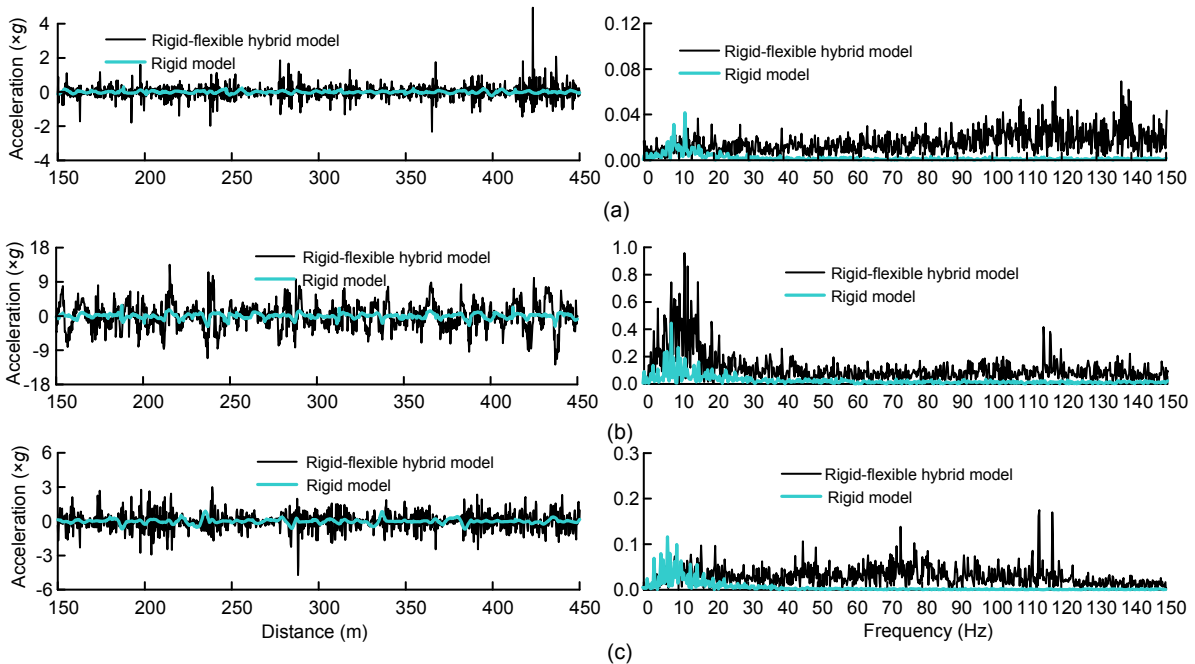 (a)
Acceleration (×g)
4
2
0
-2
-4
Rigid-flexible hybrid model
Rigid model
150 200 250 300 350 400 450
0.12
0.08
0.04
0.00
Rigid-flexible hybrid model
Rigid model
0 10 20 30 40 50 60 70 80 90 100 110 120 130 140 150
(a)
Acceleration (×g)
18
9
0
-9
-18
Rigid-flexible hybrid model
Rigid model
150 200 250 300 350 400 450
1.0
0.8
0.6
0.4
0.2
0.0
Rigid-flexible hybrid model
Rigid model
0 10 20 30 40 50 60 70 80 90 100 110 120 130 140 150
(b)
Acceleration (×g)
6
3
0
-3
-6
Rigid-flexible hybrid model
Rigid model
150 200 250 300 350 400 450
Distance (m)
0.3
0.2
0.1
0.0
Rigid-flexible hybrid model
Rigid model
0 10 20 30 40 50 60 70 80 90 100 110 120 130 140 150
Frequency (Hz)
(c)